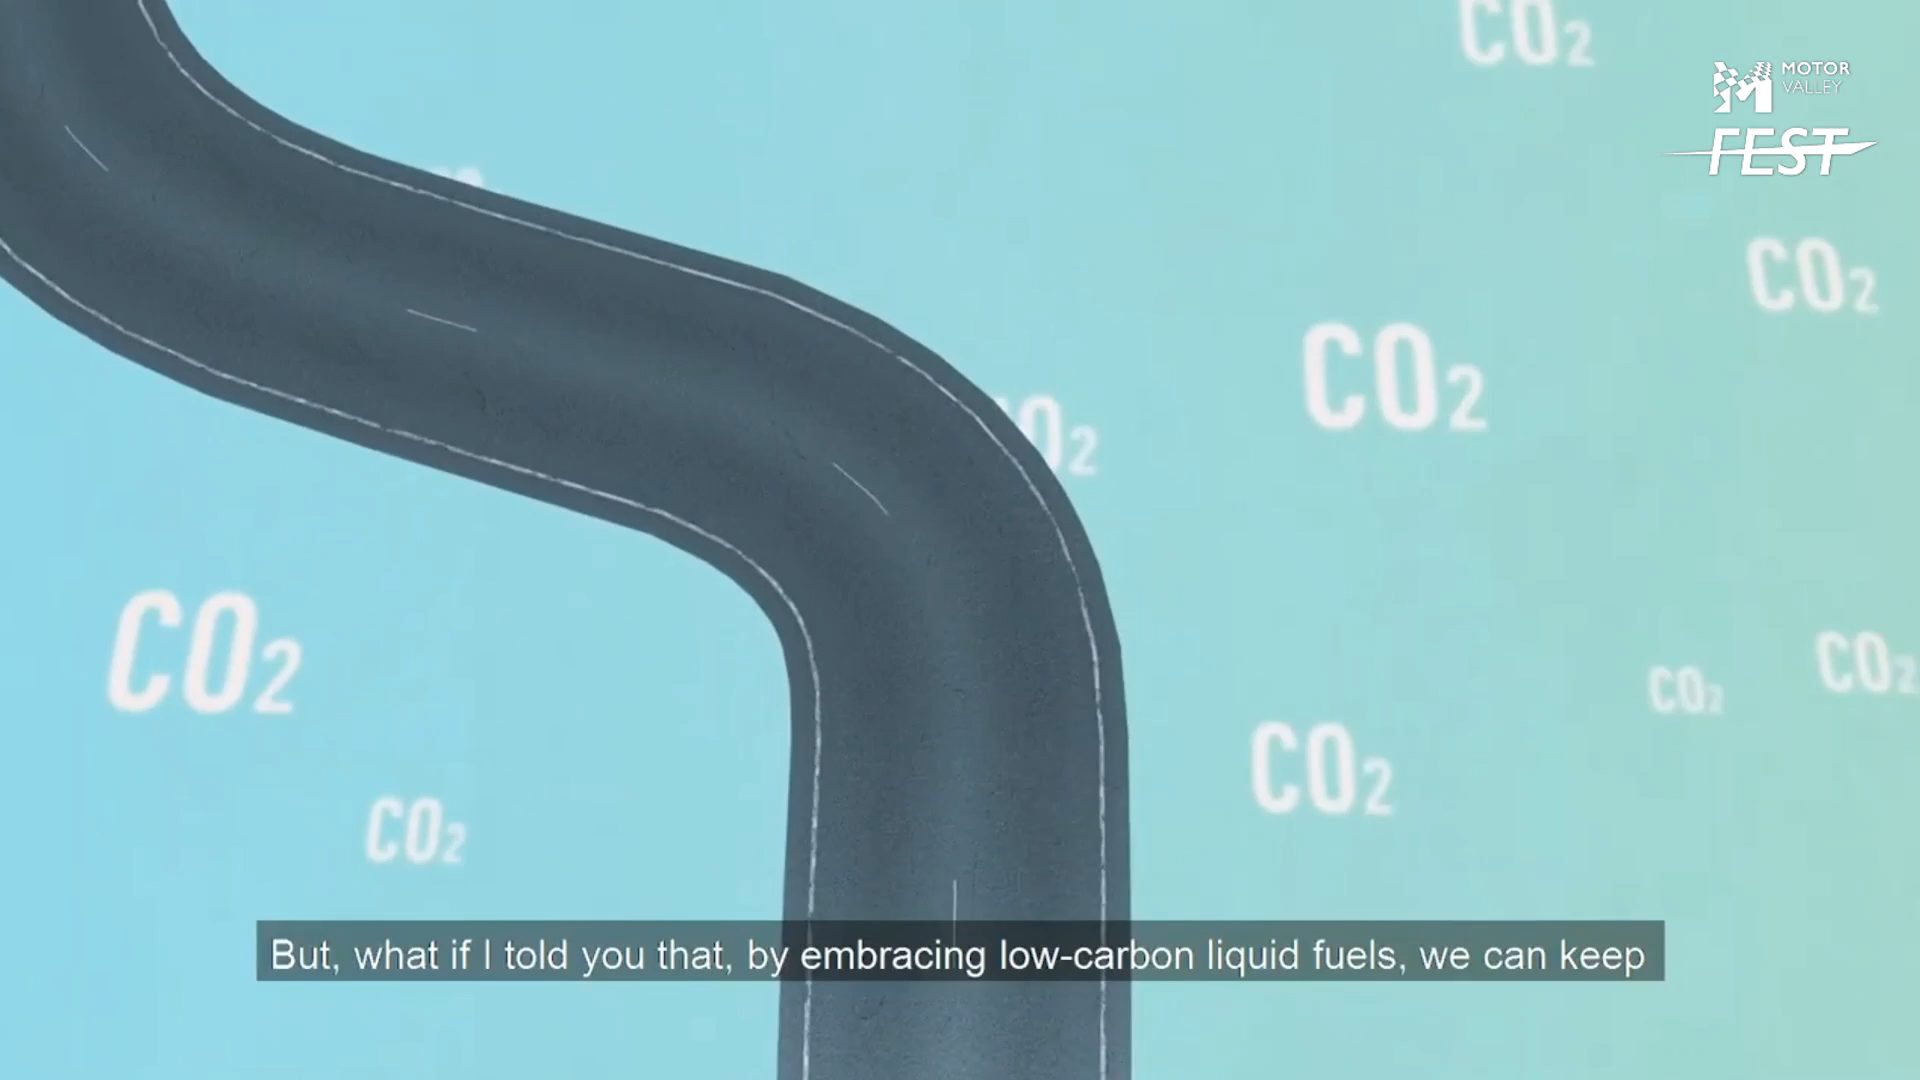 CO2
MOTOR
VALLEY
FEST
CO2
CO2
CO2
CO2
CO2
CO2
CO2
But, what if I told you that, by embracing low-carbon liquid fuels, we can keep